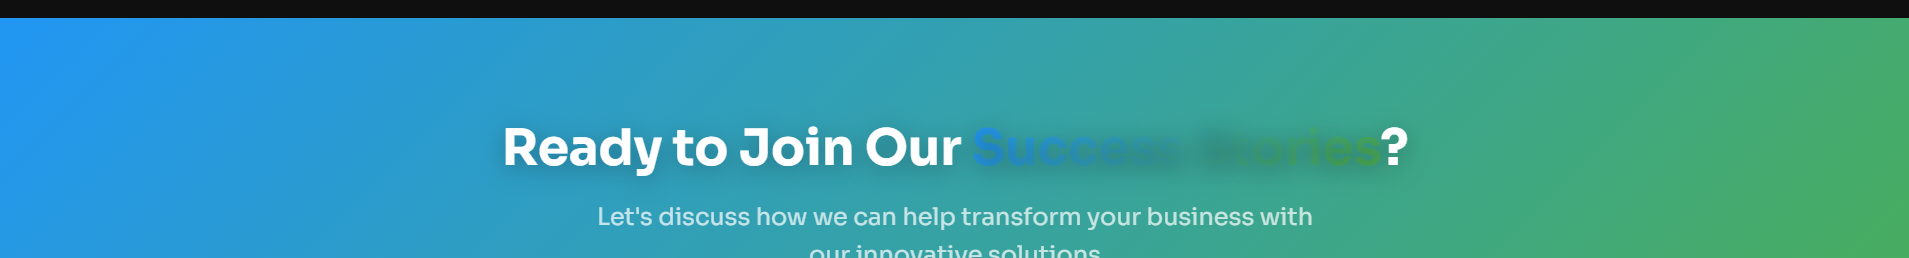 Ready to Join Our Success Stories?
Let's discuss how we can help transform your business with
our innovative solutions.